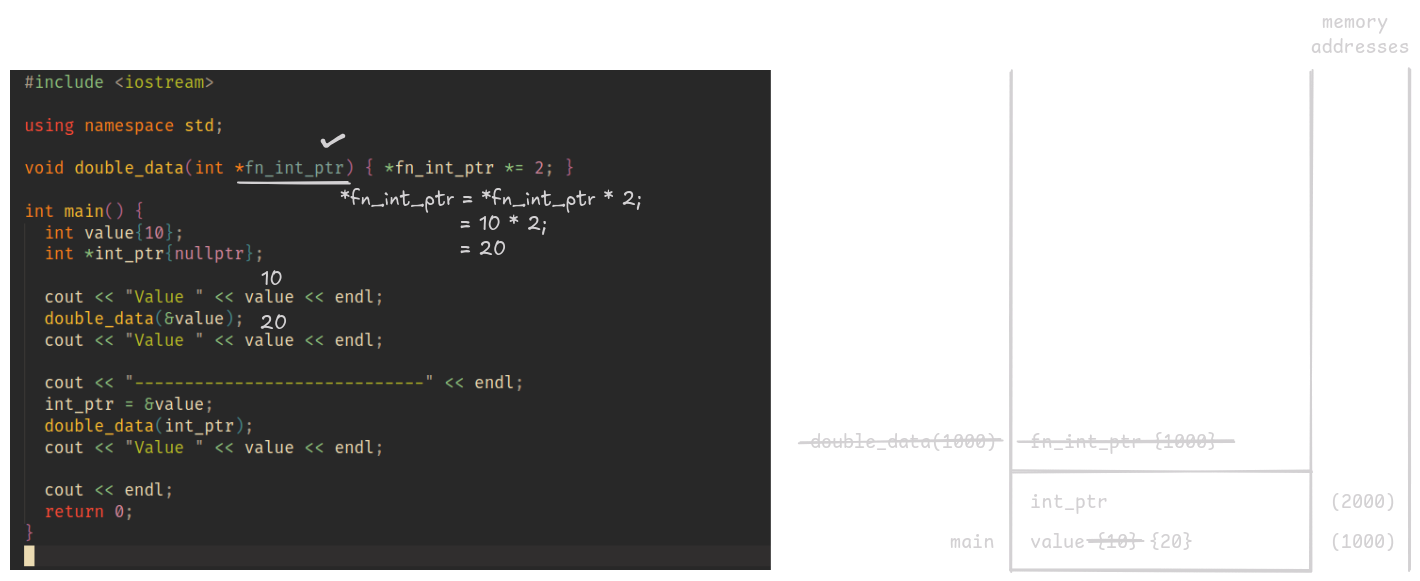 memory
addresses
#include <iostream>
using namespace std;
void double_data(int *fn_int_ptr) { *fn_int_ptr *= 2; }
*fn_int_ptr = *fn_int_ptr * 2;
int main() {
= 10 * 2;
int value{10};
= 20
int *int_ptr{nullptr};
10
cout << "Value " << value << endl;
double_data(&value);
20
cout << "Value " << value << endl;
cout << "-----------------------------" << endl;
int_ptr = &value;
double_data(int_ptr);
cout << "Value " << value << endl;
cout << endl;
return 0;
}
double_data(1000) fn_int_ptr {1000}
int_ptr (2000)
main value {10} {20} (1000)